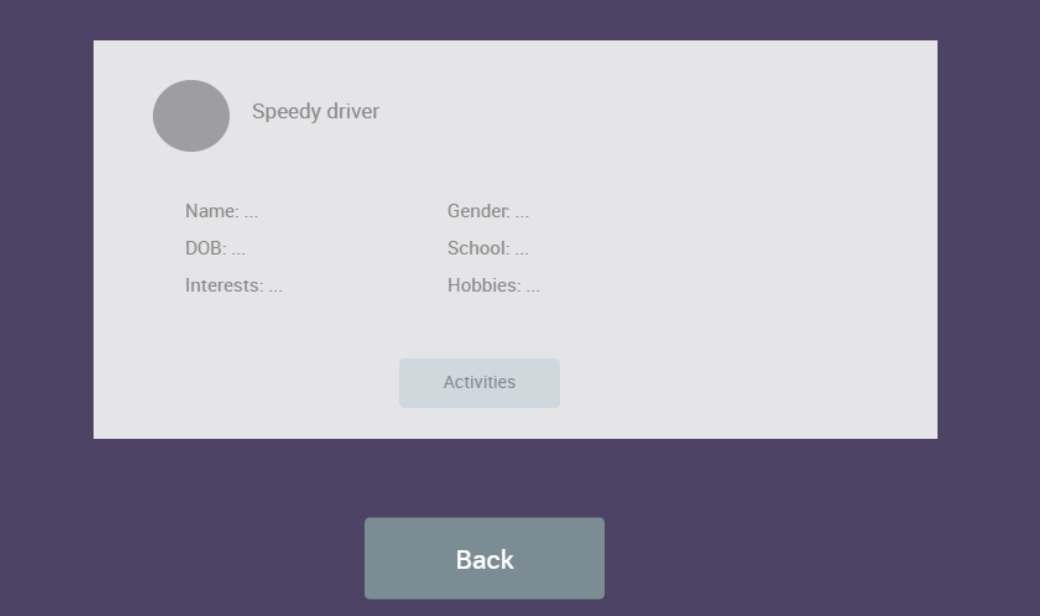 Speedy driver
Name: ... Gender: ...
DOB: ... School: ...
Interests: ... Hobbies: ...
Activities
Back